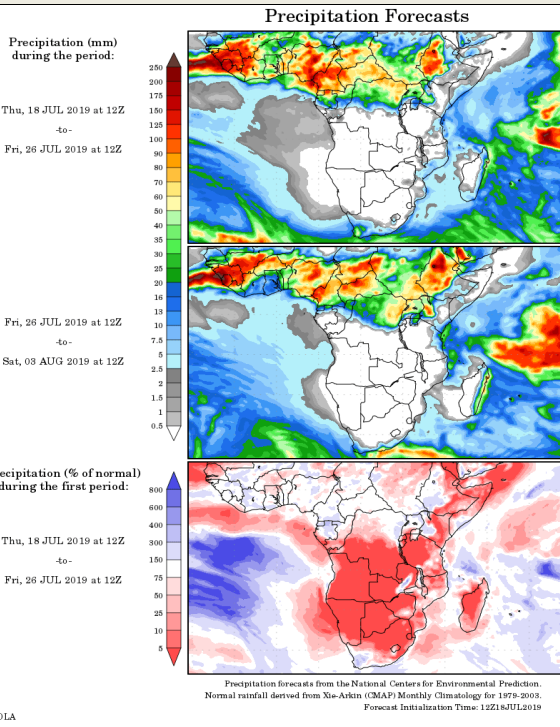 Precipitation Forecasts
Precipitation (mm)
during the period:
Thu, 18 JUL 2019 at 12Z
-to-
Fri, 26 JUL 2019 at 12Z
250
200
175
150
125
100
90
80
70
60
50
40
35
30
25
20
16
13
10
7.5
5
2.5
2
1.5
1
0.5
Fri, 26 JUL 2019 at 12Z
-to-
Sat, 03 AUG 2019 at 12Z
ecipitation (% of normal)
during the first period:
Thu, 18 JUL 2019 at 12Z
-to-
Fri, 26 JUL 2019 at 12Z
800
600
400
300
150
75
50
25
10
5
Precipitation forecasts from the National Centers for Environmental Prediction.
Normal rainfall derived from Xie-Arkin (CMAP) Monthly Climatology for 1979-2003.
Forecast Initialization Time: 12Z18JUL2019
OLA